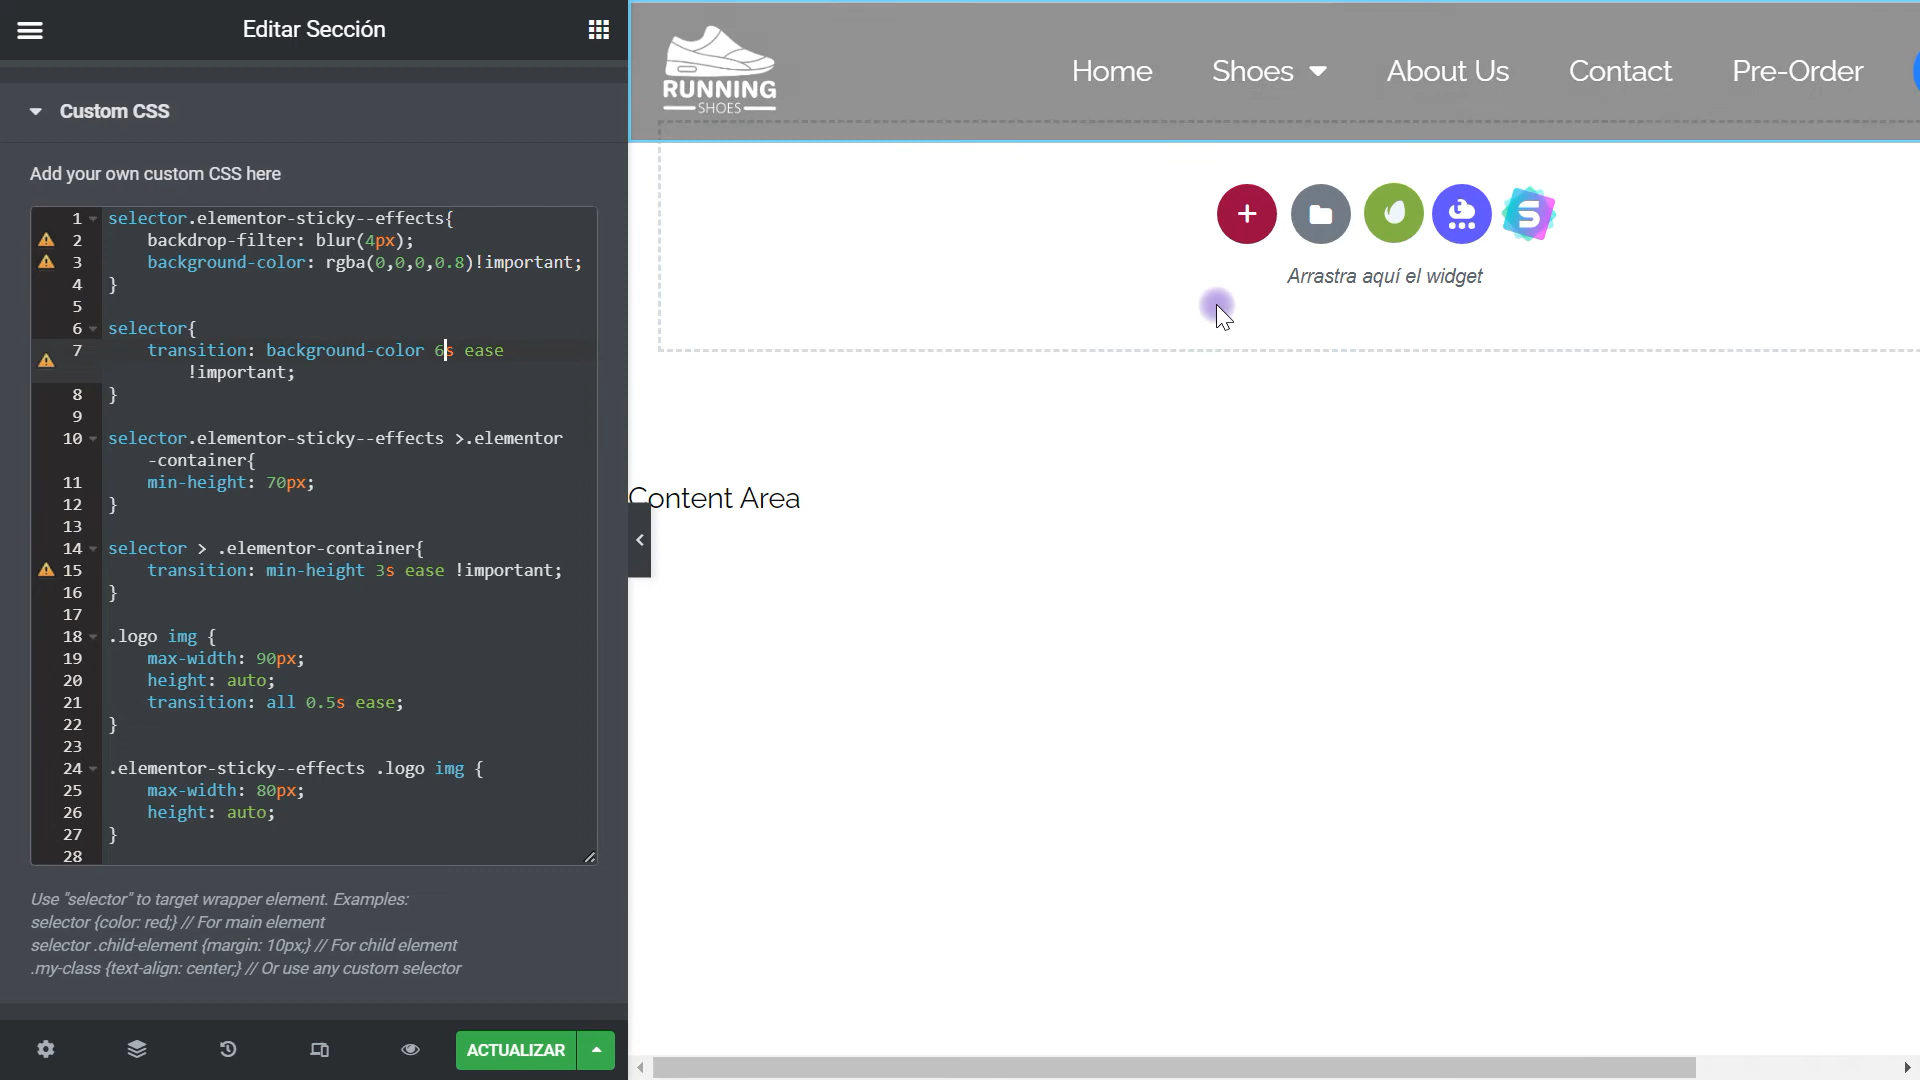 Editar Sección
Custom CSS
Add your own custom CSS here
1 selector.elementor-sticky--effects{
2 backdrop-filter: blur(4px);
3 background-color: rgba(0,0,0,0.8)!important;
4 }
5
6 selector{
7 transition: background-color 6s ease
!important;
8 }
9
10 selector.elementor-sticky--effects >.elementor
-container{
11 min-height: 70px;
12 }
13
14 selector > .elementor-container{
15 transition: min-height 3s ease !important;
16 }
17
18 .logo img {
19 max-width: 90px;
20 height: auto;
21 transition: all 0.5s ease;
22 }
23
24 .elementor-sticky--effects .logo img {
25 max-width: 80px;
26 height: auto;
27 }
28
Use "selector" to target wrapper element. Examples:
selector {color: red;} // For main element
selector .child-element {margin: 10px;} // For child element
.my-class {text-align: center;} // Or use any custom selector
ACTUALIZAR
RUNNING
SHOES
Home Shoes About Us Contact Pre-Order
Arrastra aquí el widget
Content Area